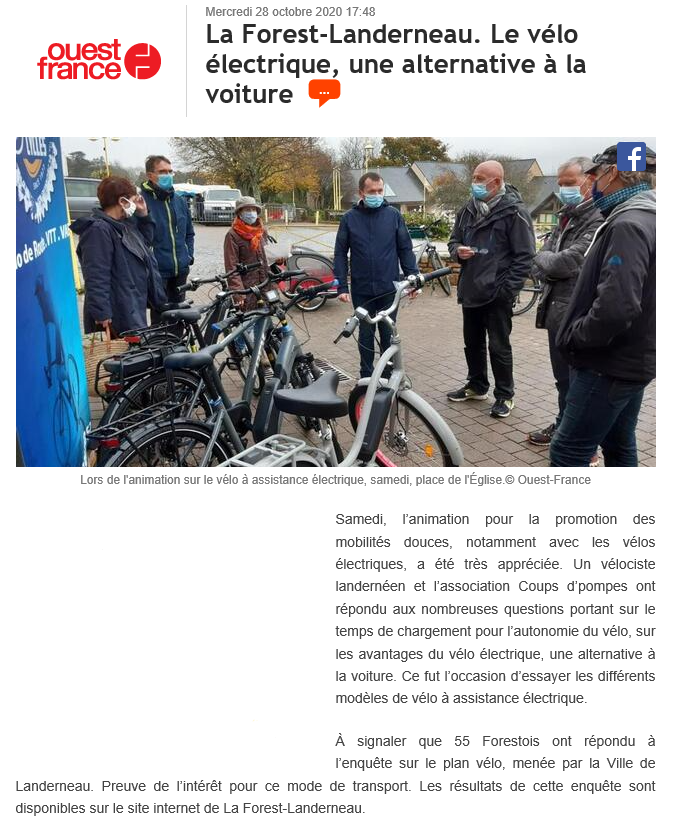 Mercredi 28 octobre 2020 17:48
La Forest-Landerneau. Le vélo
électrique, une alternative à la
voiture
ouest
france
VILLES
lo de Route. VTT. V
Lors de l'animation sur le vélo à assistance électrique, samedi, place de l'Église.© Ouest-France
Samedi, l’animation pour la promotion des
mobilités douces, notamment avec les vélos
électriques, a été très appréciée. Un vélociste
landernéen et l’association Coups d’pompes ont
répondu aux nombreuses questions portant sur le
temps de chargement pour l’autonomie du vélo, sur
les avantages du vélo électrique, une alternative à
la voiture. Ce fut l’occasion d’essayer les différents
modèles de vélo à assistance électrique.
À signaler que 55 Forestois ont répondu à
l’enquête sur le plan vélo, menée par la Ville de
Landerneau. Preuve de l’intérêt pour ce mode de transport. Les résultats de cette enquête sont
disponibles sur le site internet de La Forest-Landerneau.